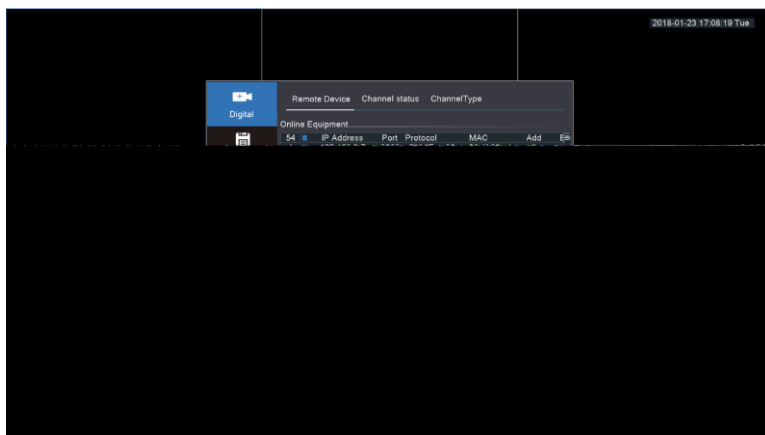 2018-01-23 17:08:19 Tue
Remote Device Channel status ChannelType
Digital
Online Equipment
54 IP Address Port Protocol MAC Add